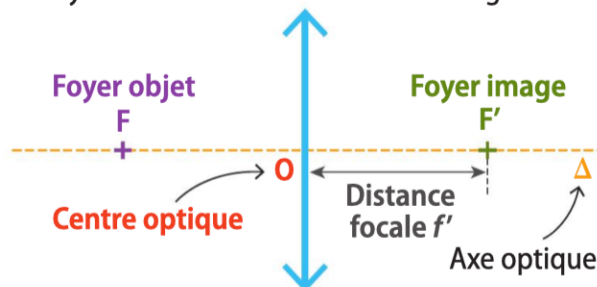 Foyer objet
F
Foyer image
F'
O
Δ
Centre optique
Distance
focale f'
Axe optique